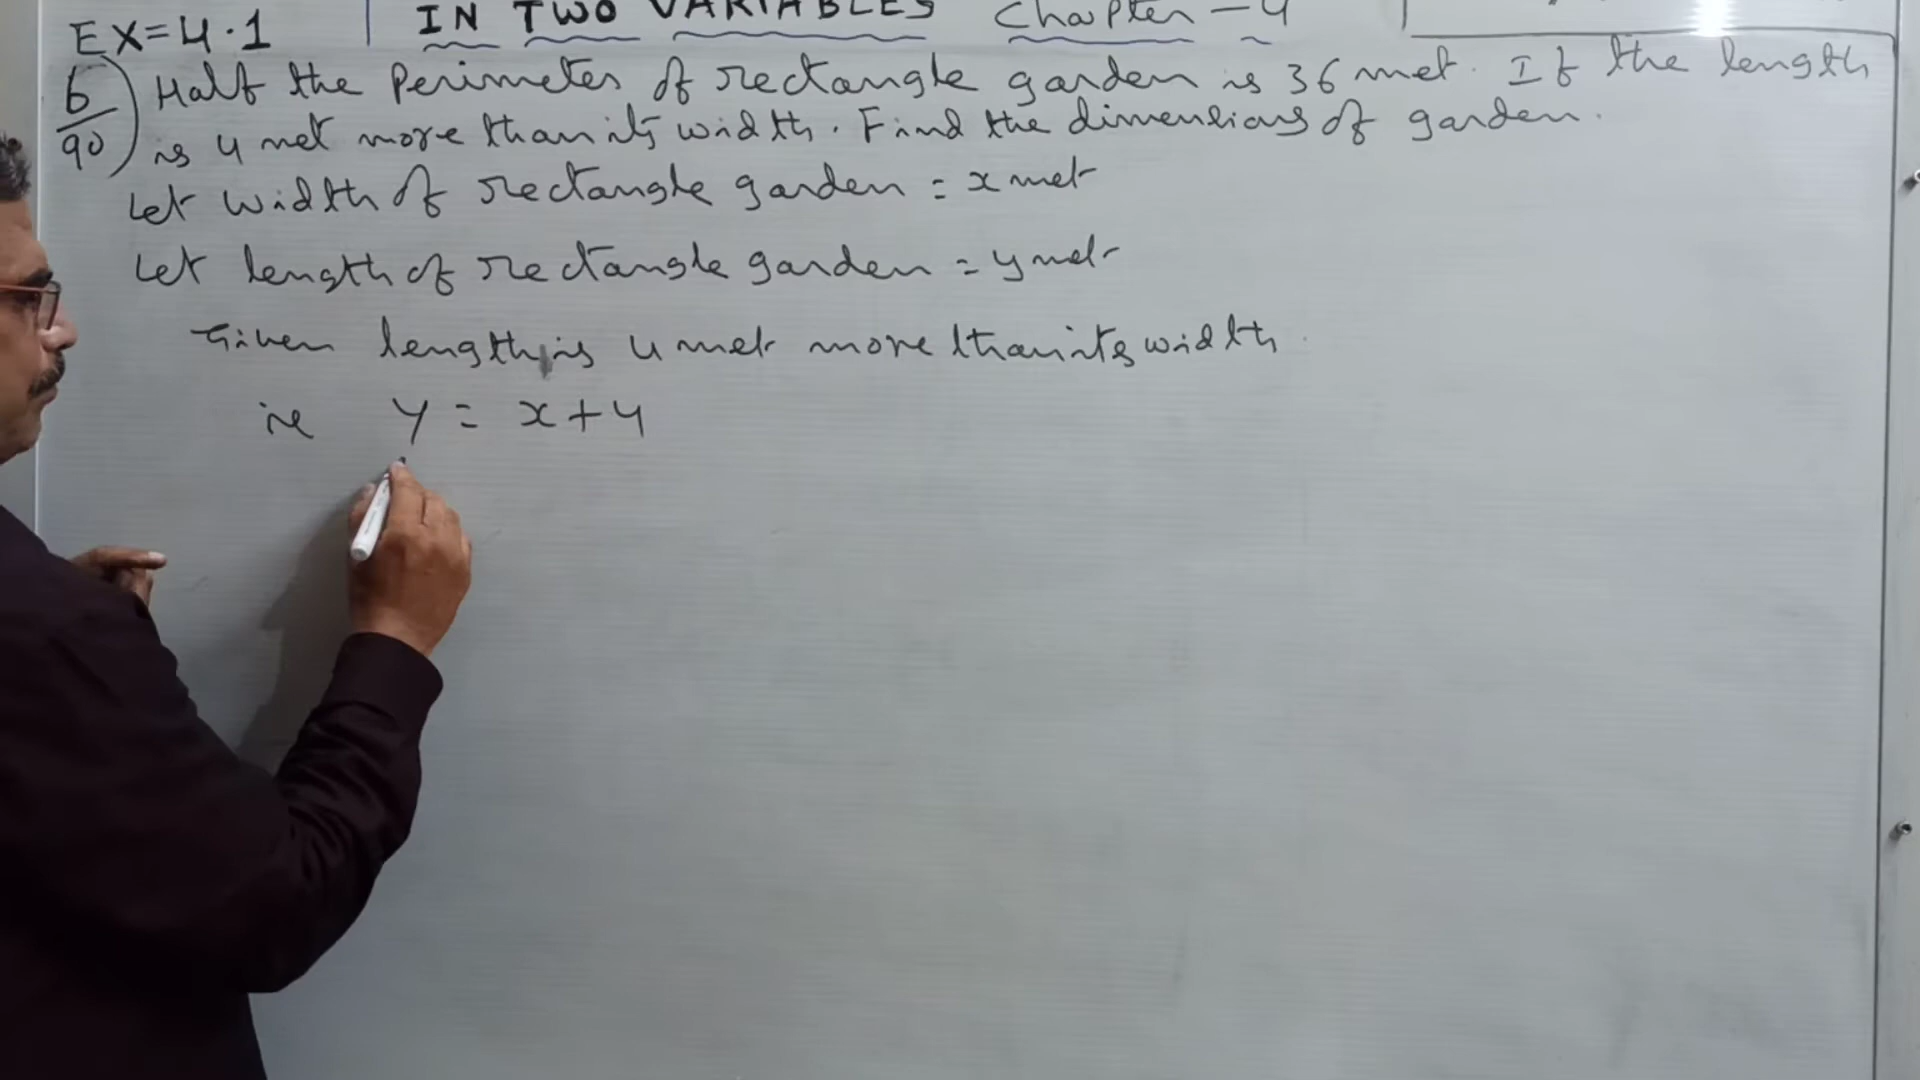 EX=4.1 IN TWO VARIABLES Chapter-4
6/90) Half the Perimeter of rectangle garden is 36 met. If the length
is 4 met more than its width. Find the dimensions of garden.
Let width of rectangle garden = x met
Let length of rectangle garden = y met
Given length is 4 met more than its width.
ie y = x+4